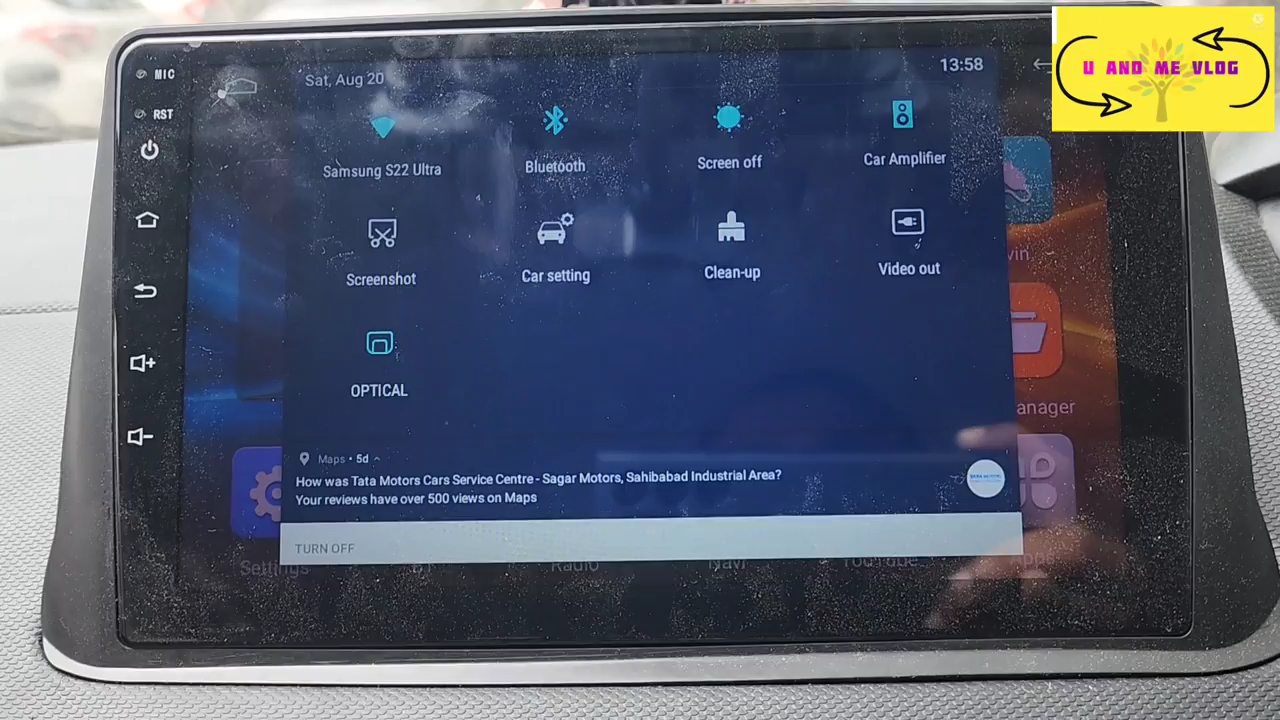 MIC
RST
Sat, Aug 20
13:58
U AND ME VLOG
Samsung S22 Ultra
Bluetooth
Screen off
Car Amplifier
Screenshot
Car setting
Clean-up
Video out
vin
OPTICAL
anager
Maps • 5d
How was Tata Motors Cars Service Centre - Sagar Motors, Sahibabad Industrial Area?
Your reviews have over 500 views on Maps
TURN OFF
Settings
BT
Radio
Navi
YouTube